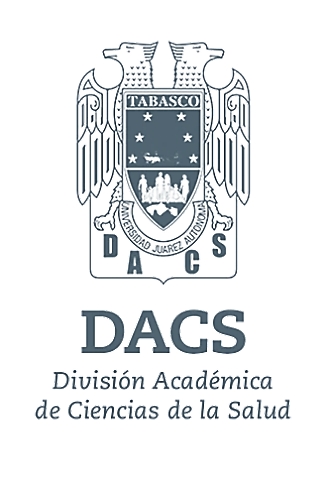 TABASCO
UNIVERSIDAD JUAREZ AUTONOMA
D A C S
DACS
División Académica
de Ciencias de la Salud